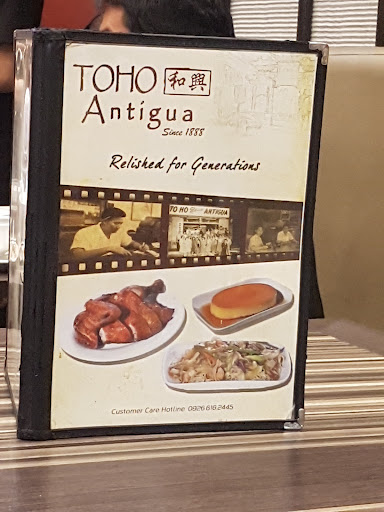 TOHO 和興
Antigua
Since 1888
Relished for Generations
TO HO ANTIGUA
Customer Care Hotline 0926.618.2445